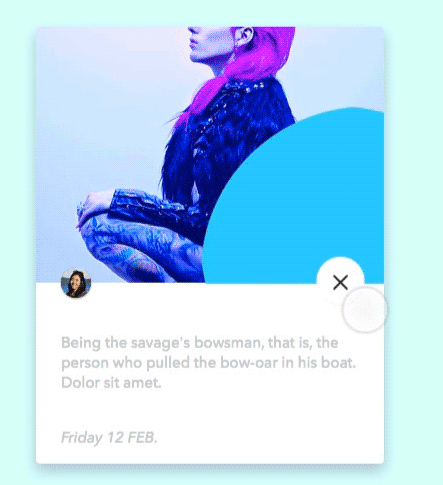 Being the savage's bowsman, that is, the
person who pulled the bow-oar in his boat.
Dolor sit amet.
Friday 12 FEB.